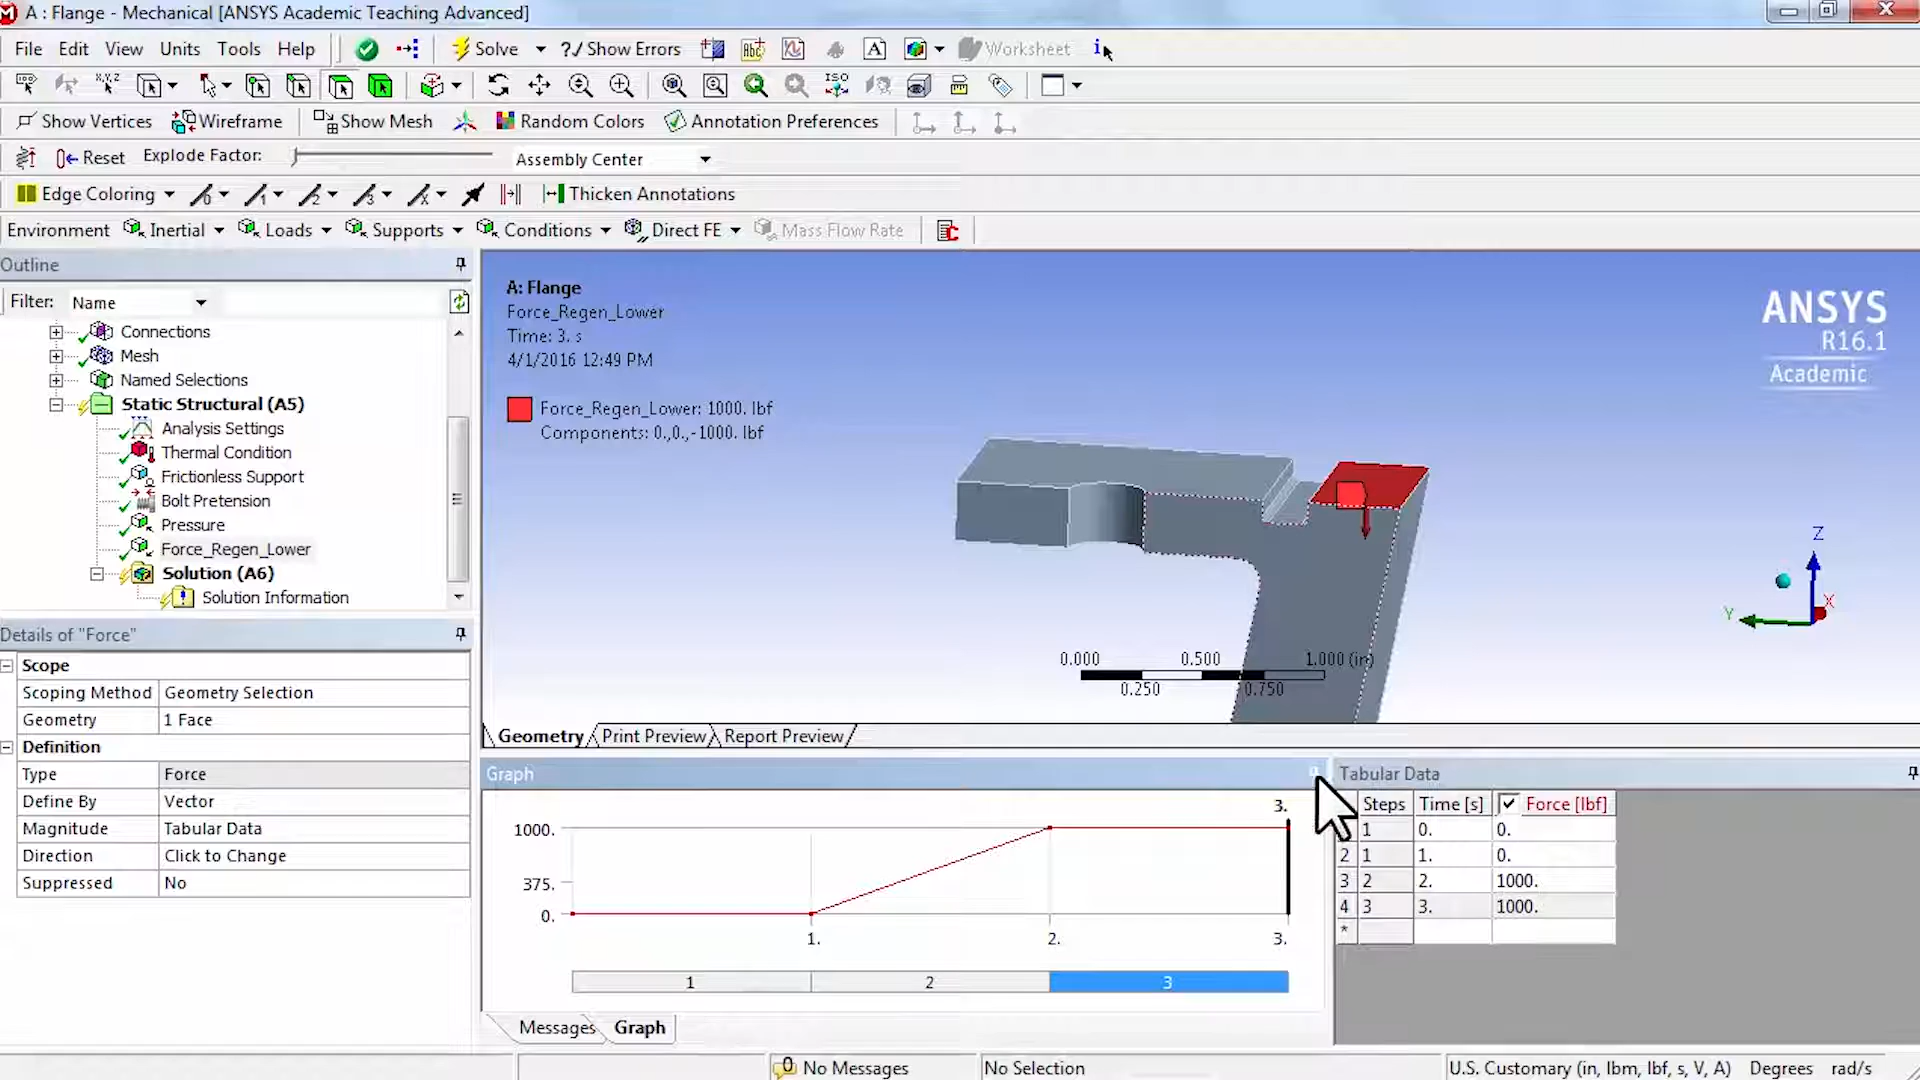 A : Flange - Mechanical [ANSYS Academic Teaching Advanced]
File Edit View Units Tools Help Solve ?/ Show Errors Worksheet
Show Vertices Wireframe Show Mesh Random Colors Annotation Preferences
Reset Explode Factor: Assembly Center
Edge Coloring Thicken Annotations
Environment Inertial Loads Supports Conditions Direct FE Mass Flow Rate
Outline
Filter: Name
Connections
Mesh
Named Selections
Static Structural (A5)
Analysis Settings
Thermal Condition
Frictionless Support
Bolt Pretension
Pressure
Force_Regen_Lower
Solution (A6)
Solution Information
Details of "Force"
Scope
Scoping Method Geometry Selection
Geometry 1 Face
Definition
Type Force
Define By Vector
Magnitude Tabular Data
Direction Click to Change
Suppressed No
A: Flange
Force_Regen_Lower
Time: 3. s
4/1/2016 12:49 PM
Force_Regen_Lower: 1000. lbf
Components: 0.,0.,-1000. lbf
ANSYS
R16.1
Academic
Z
Y X
0.000 0.500 1.000 (in)
0.250 0.750
Geometry Print Preview Report Preview
Graph
3.
1000.
375.
0.
1. 2. 3.
1 2 3
Messages Graph
Tabular Data
Steps Time [s] Force [lbf]
1 0. 0.
2 1 1. 0.
3 2 2. 1000.
4 3 3. 1000.
*
No Messages No Selection U.S. Customary (in, lbm, lbf, s, V, A) Degrees rad/s